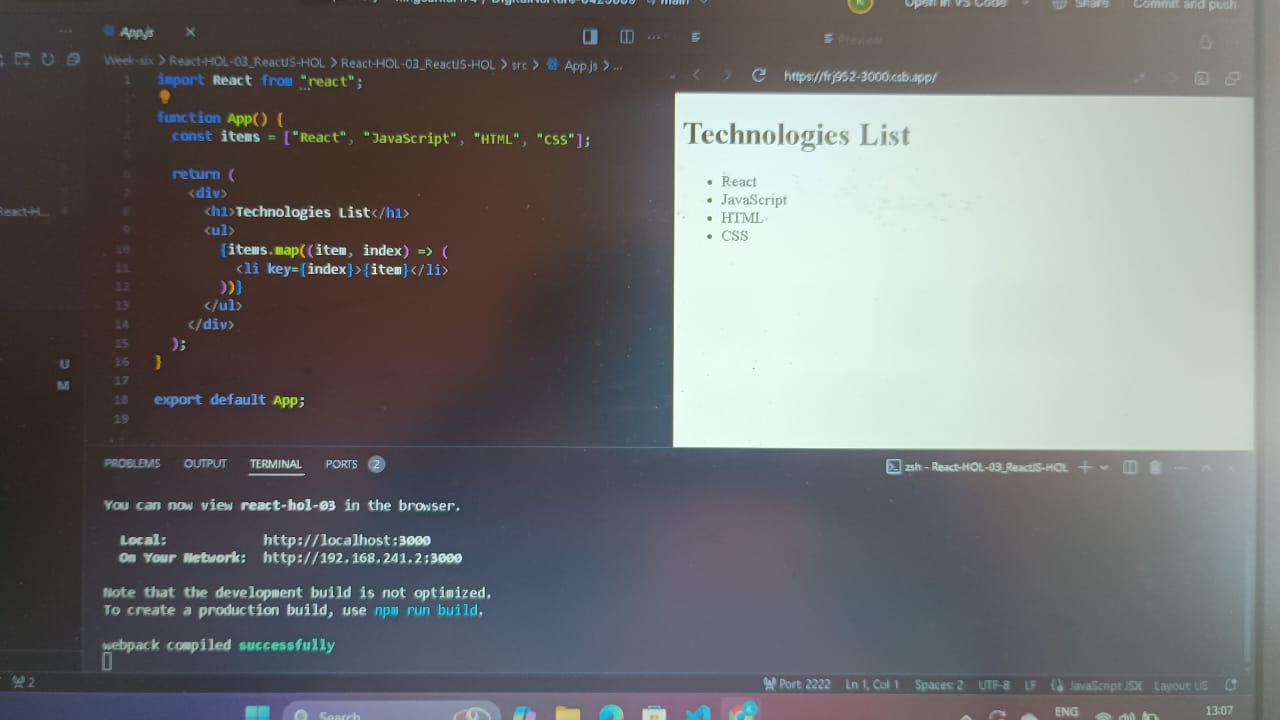 Open in VS Code
Share
Commit and push
App.js
Preview
Week-six > React-HOL-03_ReactJS-HOL > React-HOL-03_ReactJS-HOL > src > App.js > ...
https://frj952-3000.csb.app/
1 import React from "react";
function App() {
const items = ["React", "JavaScript", "HTML", "CSS"];
return (
<div>
<h1>Technologies List</h1>
<ul>
10 {items.map((item, index) => (
11 <li key={index}>{item}</li>
12 ))}
13 </ul>
14 </div>
15 );
16 }
17
18 export default App;
19
React-H...
U
M
Technologies List
• React
• JavaScript
• HTML
• CSS
PROBLEMS OUTPUT TERMINAL PORTS 2
zsh - React-HOL-03_ReactJS-HOL
You can now view react-hol-03 in the browser.
Local: http://localhost:3000
On Your Network: http://192.168.241.2:3000
Note that the development build is not optimized.
To create a production build, use npm run build.
webpack compiled successfully
2
Port: 2222 Ln 1, Col 1 Spaces: 2 UTF-8 LF JavaScript JSX Layout: US
Search
ENG
13:07